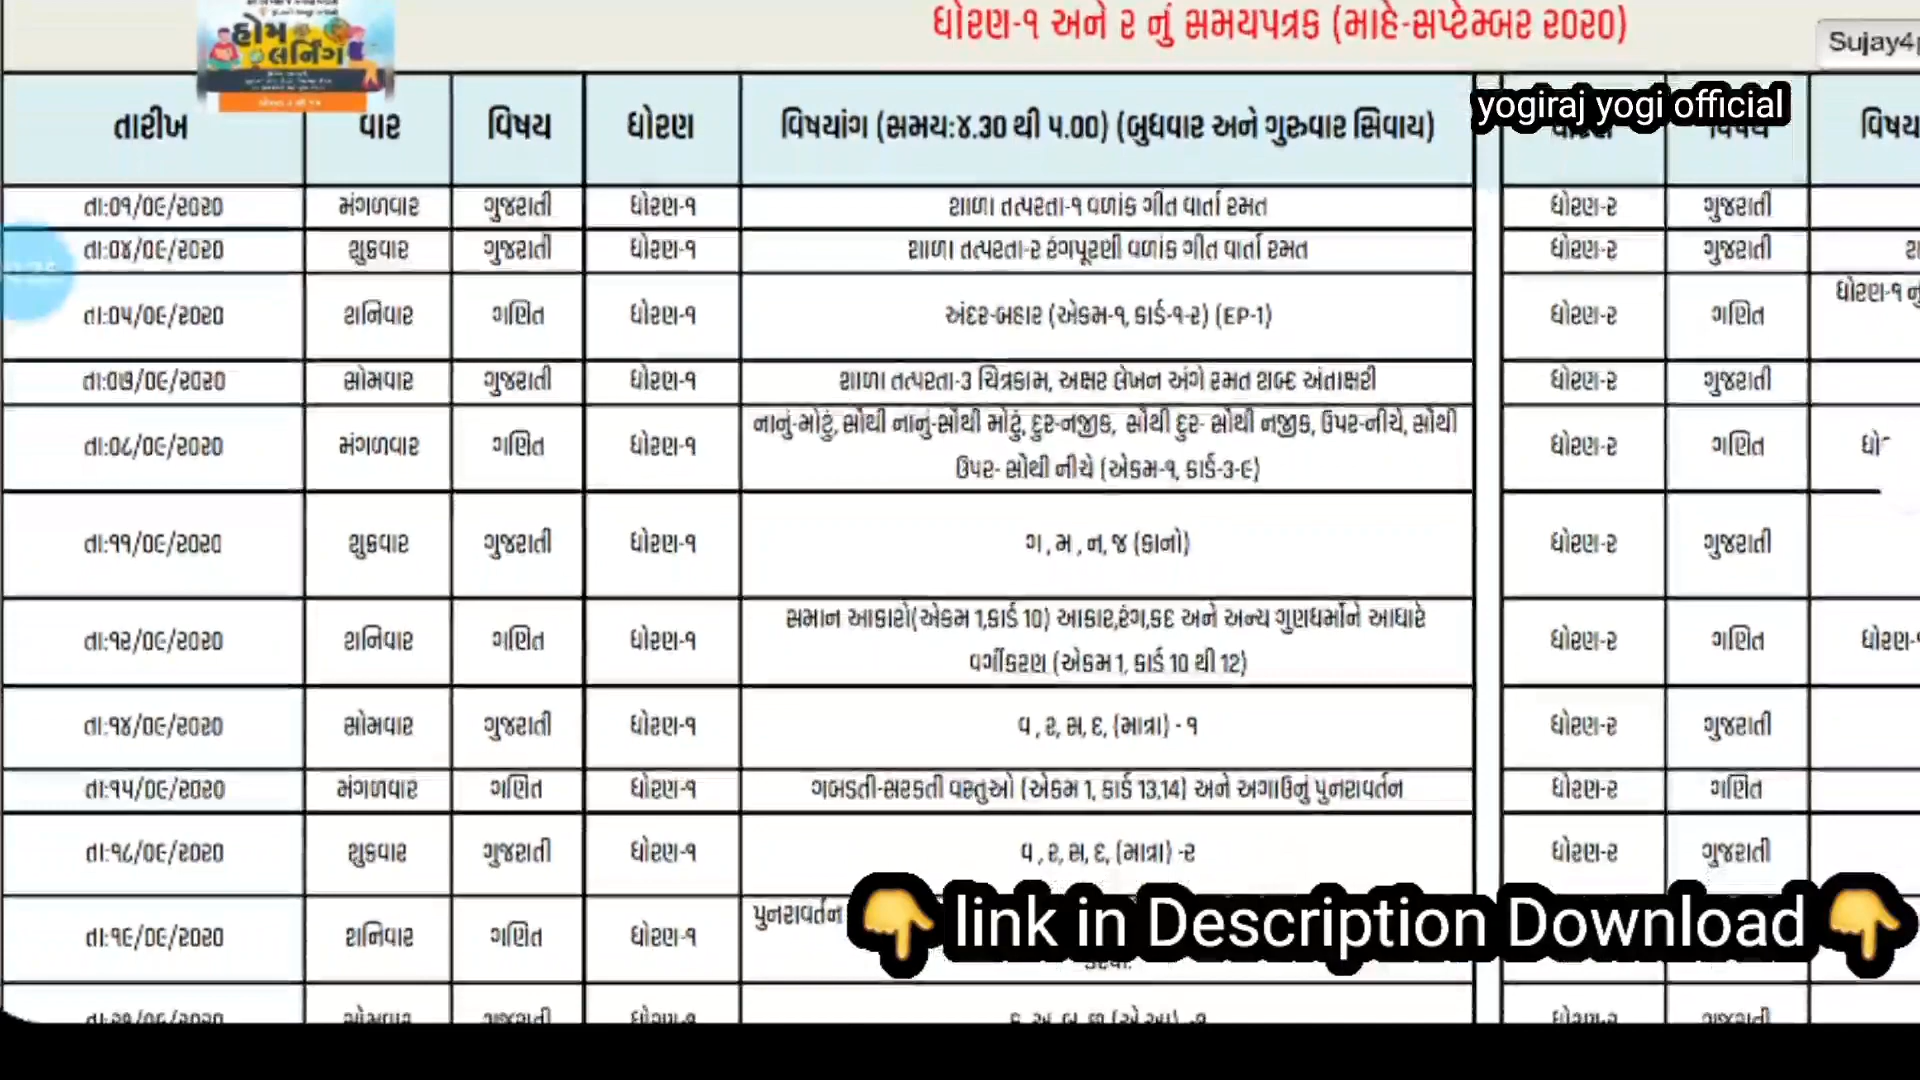 હોમ
લર્નિંગ
ધોરણ-૧ અને ૨ નું સમયપત્રક (માહે-સપ્ટેમ્બર ૨૦૨૦)
Sujay4
yogiraj yogi official
તારીખ વાર વિષય ધોરણ વિષયાંગ (સમય:૪.30 થી ૫.00) (બુધવાર અને ગુરુવાર સિવાય) ધોરણ વિષય વિષય
તા:૦૧/૦૯/૨૦૨૦ મંગળવાર ગુજરાતી ધોરણ-૧ શાળા તત્પરતા-૧ વળાંક ગીત વાર્તા રમત ધોરણ-૨ ગુજરાતી
તા:૦૪/૦૯/૨૦૨૦ શુક્રવાર ગુજરાતી ધોરણ-૧ શાળા તત્પરતા-૨ રંગપૂરણી વળાંક ગીત વાર્તા રમત ધોરણ-૨ ગુજરાતી
તા:૦૫/૦૯/૨૦૨૦ શનિવાર ગણિત ધોરણ-૧ અંદર-બહાર (એકમ-૧, કાર્ડ-૧-૨) (EP-1) ધોરણ-૨ ગણિત ધોરણ-૧ નુ
તા:૦૭/૦૯/૨૦૨૦ સોમવાર ગુજરાતી ધોરણ-૧ શાળા તત્પરતા-3 ચિત્રકામ, અક્ષર લેખન અંગે રમત શબ્દ અંતાક્ષરી ધોરણ-૨ ગુજરાતી
તા:૦૮/૦૯/૨૦૨૦ મંગળવાર ગણિત ધોરણ-૧ નાનું-મોટું, સૌથી નાનું-સૌથી મોટું, દુર-નજીક, સૌથી દુર- સૌથી નજીક, ઉપર-નીચે, સૌથી
ઉપર- સૌથી નીચે (એકમ-૧, કાર્ડ-3-૯) ધોરણ-૨ ગણિત ધો
તા:૧૧/૦૯/૨૦૨૦ શુક્રવાર ગુજરાતી ધોરણ-૧ ગ , મ , ન, જ (કાનો) ધોરણ-૨ ગુજરાતી
તા:૧૨/૦૯/૨૦૨૦ શનિવાર ગણિત ધોરણ-૧ સમાન આકારો(એકમ 1,કાર્ડ 10) આકાર,રંગ,કદ અને અન્ય ગુણધર્મોને આધારે
વર્ગીકરણ (એકમ 1, કાર્ડ 10 થી 12) ધોરણ-૨ ગણિત ધોરણ-૧
તા:૧૪/૦૯/૨૦૨૦ સોમવાર ગુજરાતી ધોરણ-૧ વ , ર, સ, દ, (માત્રા) - ૧ ધોરણ-૨ ગુજરાતી
તા:૧૫/૦૯/૨૦૨૦ મંગળવાર ગણિત ધોરણ-૧ ગબડતી-સરકતી વસ્તુઓ (એકમ 1, કાર્ડ 13,14) અને અગાઉનું પુનરાવર્તન ધોરણ-૨ ગણિત
તા:૧૮/૦૯/૨૦૨૦ શુક્રવાર ગુજરાતી ધોરણ-૧ વ , ર, સ, દ, (માત્રા) -૨ ધોરણ-૨ ગુજરાતી
તા:૧૯/૦૯/૨૦૨૦ શનિવાર ગણિત ધોરણ-૧ પુનરાવર્તન
👇 link in Description Download 👇